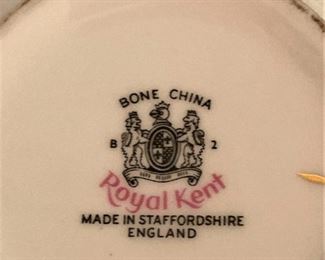 BONE CHINA
B 2
Royal Kent
MADE IN STAFFORDSHIRE
ENGLAND